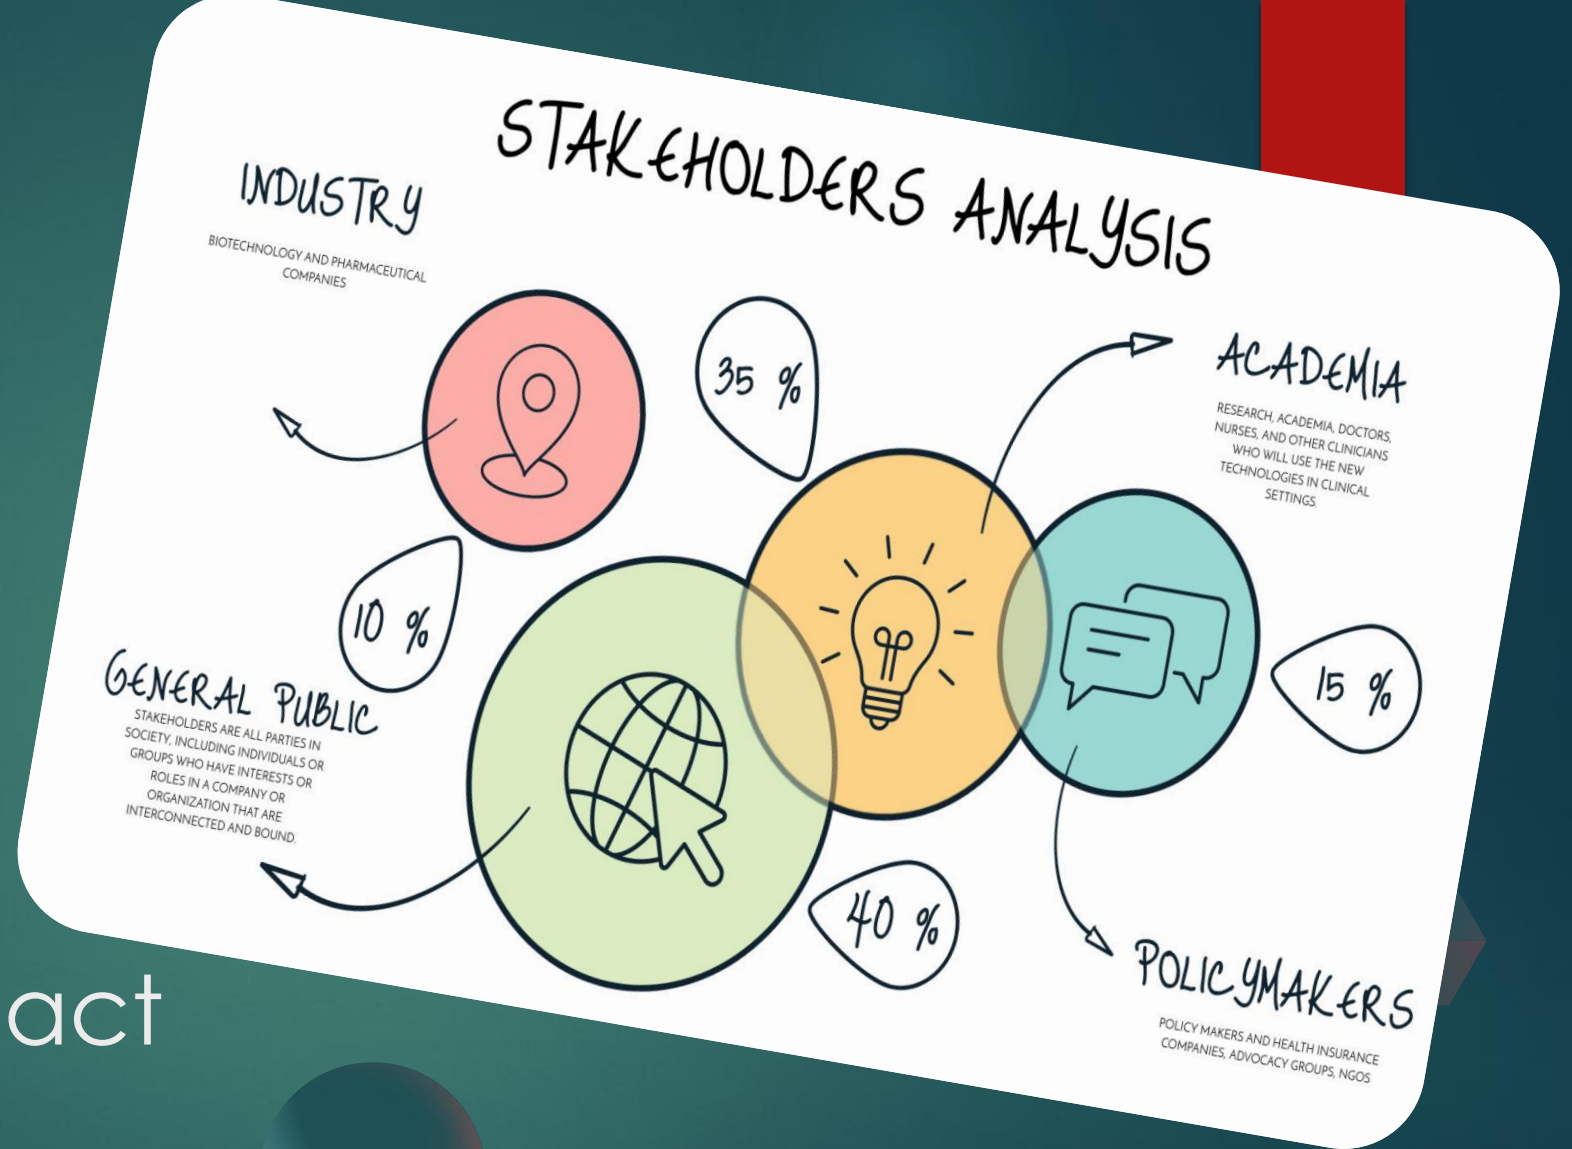 STAKEHOLDERS ANALYSIS
INDUSTRY
BIOTECHNOLOGY AND PHARMACEUTICAL
COMPANIES
35 %
ACADEMIA
RESEARCH, ACADEMIA, DOCTORS,
NURSES, AND OTHER CLINICIANS
WHO WILL USE THE NEW
TECHNOLOGIES IN CLINICAL
SETTINGS.
10 %
GENERAL PUBLIC
STAKEHOLDERS ARE ALL PARTIES IN
SOCIETY, INCLUDING INDIVIDUALS OR
GROUPS WHO HAVE INTERESTS OR
ROLES IN A COMPANY OR
ORGANIZATION THAT ARE
INTERCONNECTED AND BOUND.
15 %
40 %
POLICYMAKERS
POLICY MAKERS AND HEALTH INSURANCE
COMPANIES, ADVOCACY GROUPS, NGOS
act